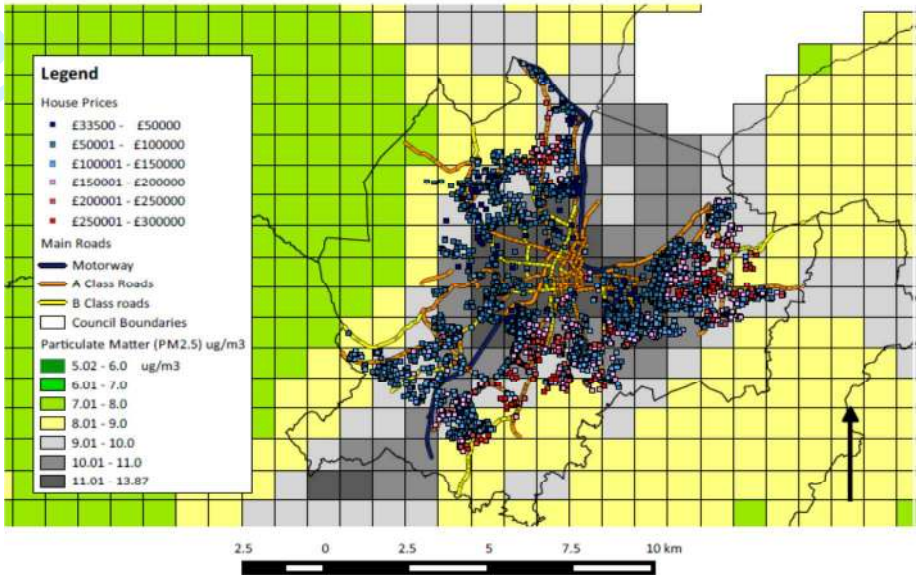 Legend
House Prices
£33500 - £50000
£50001 - £100000
£100001 - £150000
£150001 - £200000
£200001 - £250000
£250001 - £300000
Main Roads
Motorway
A Class Roads
B Class roads
Council Boundaries
Particulate Matter (PM2.5) ug/m3
5.02 - 6.0 ug/m3
6.01 - 7.0
7.01 - 8.0
8.01 - 9.0
9.01 - 10.0
10.01 - 11.0
11.01 - 13.87
2.5 0 2.5 5 7.5 10 km